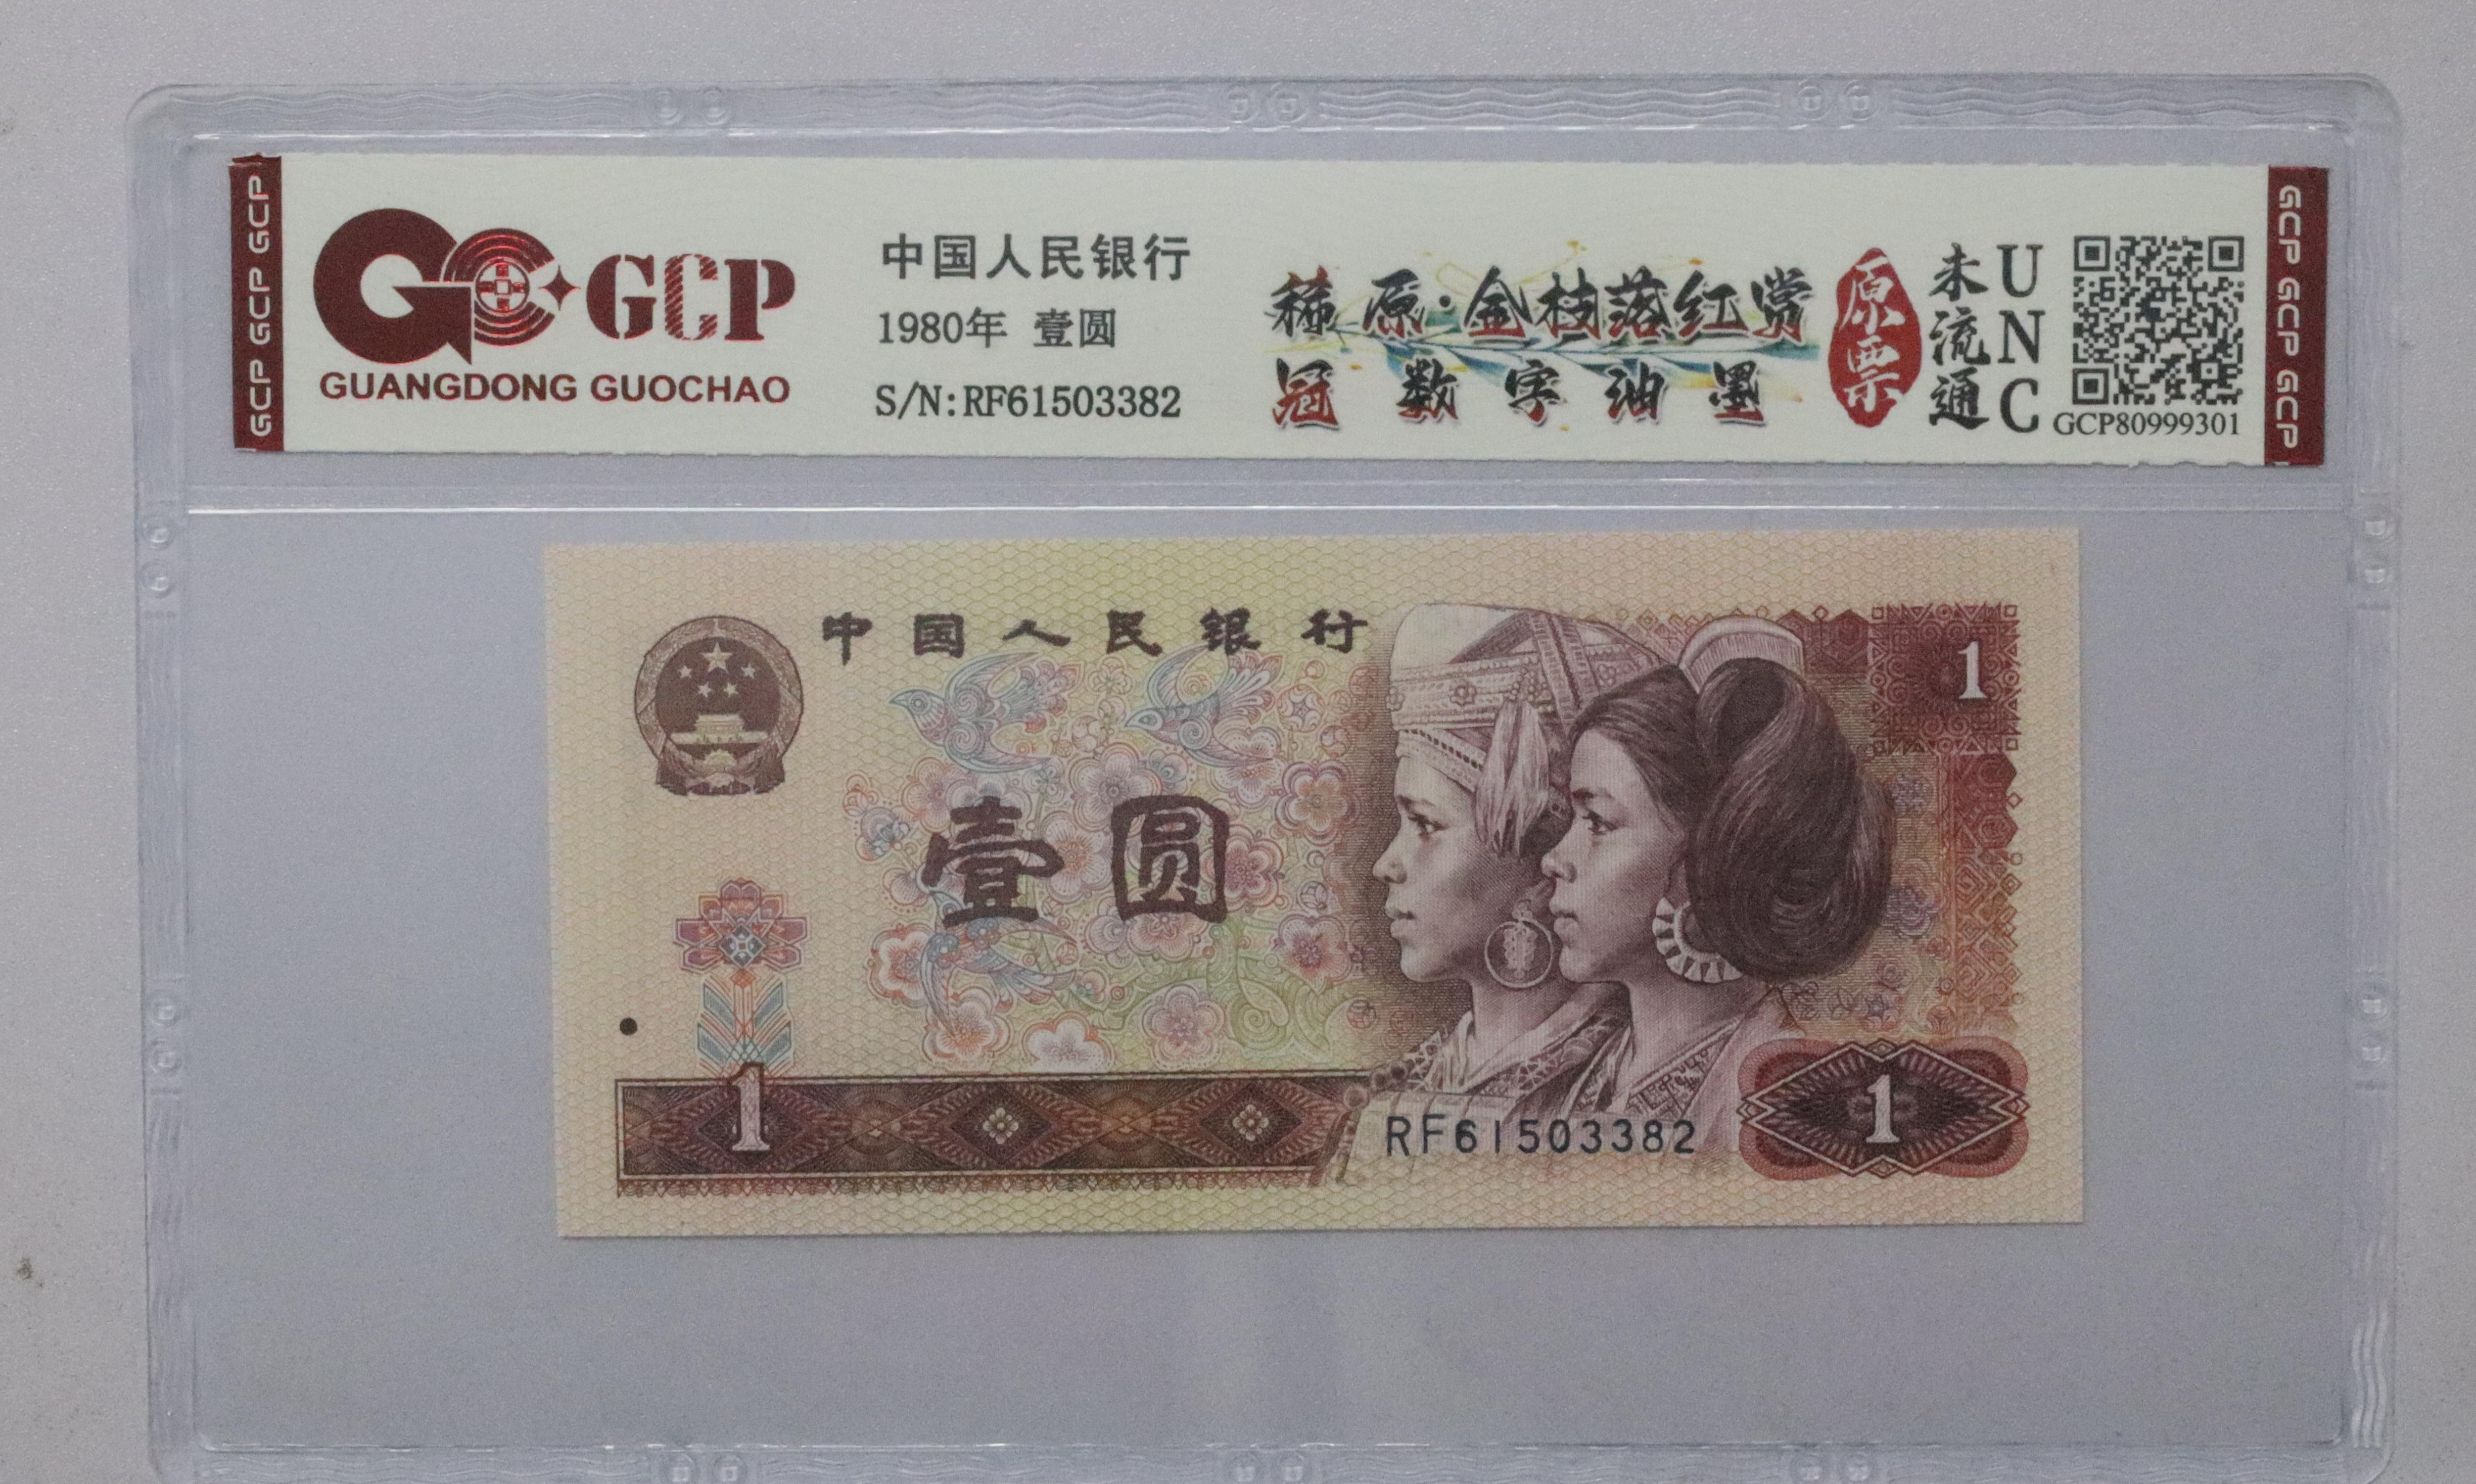 GCP GCP GCP
GCP
GUANGDONG GUOCHAO
中国人民银行
1980年 壹圆
S/N:RF61503382
稀 原·金枝落红赏
冠 数 字 油 墨
原票
未流通
UNC
GCP80999301
GCP GCP GCP
中国人民银行
1
壹圆
1
RF61503382
1